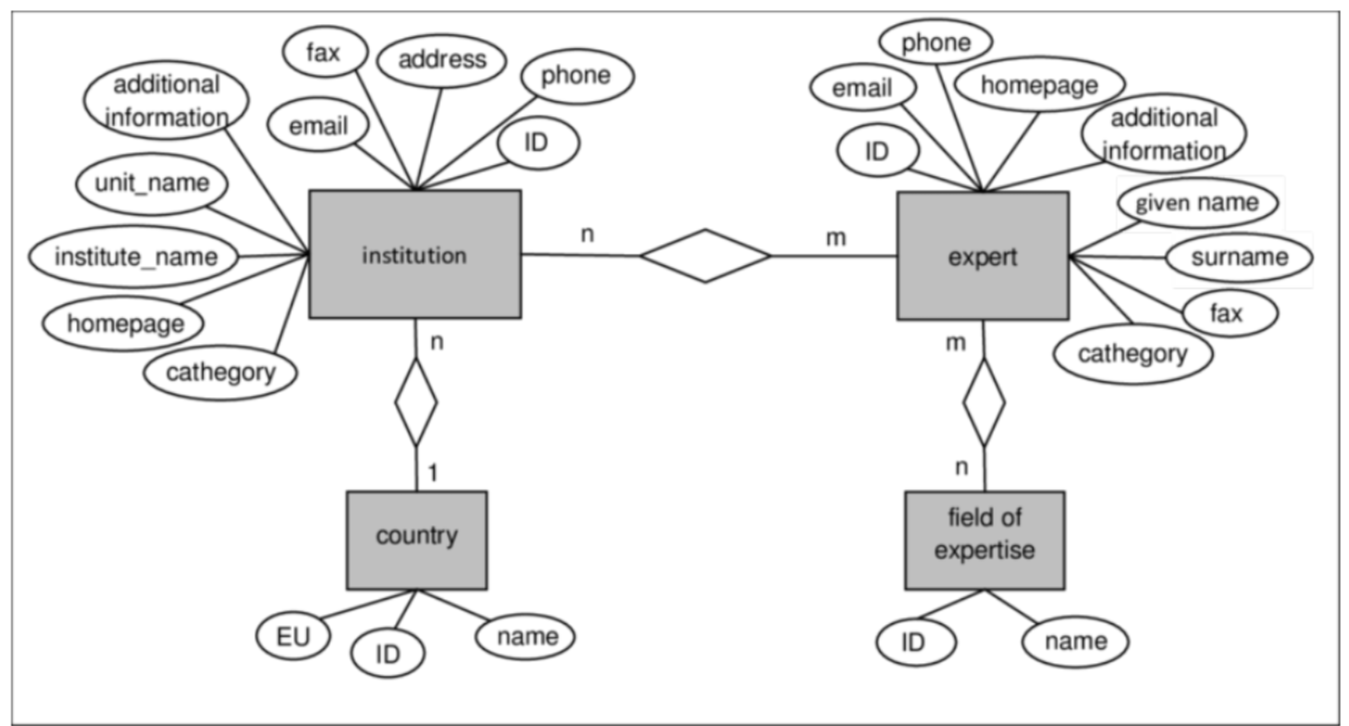 fax
address
phone
additional
information
email
ID
unit_name
institute_name
homepage
cathegory
institution
n
m
phone
email
homepage
ID
additional
information
given name
surname
fax
cathegory
expert
n
1
country
EU
ID
name
m
n
field of
expertise
ID
name